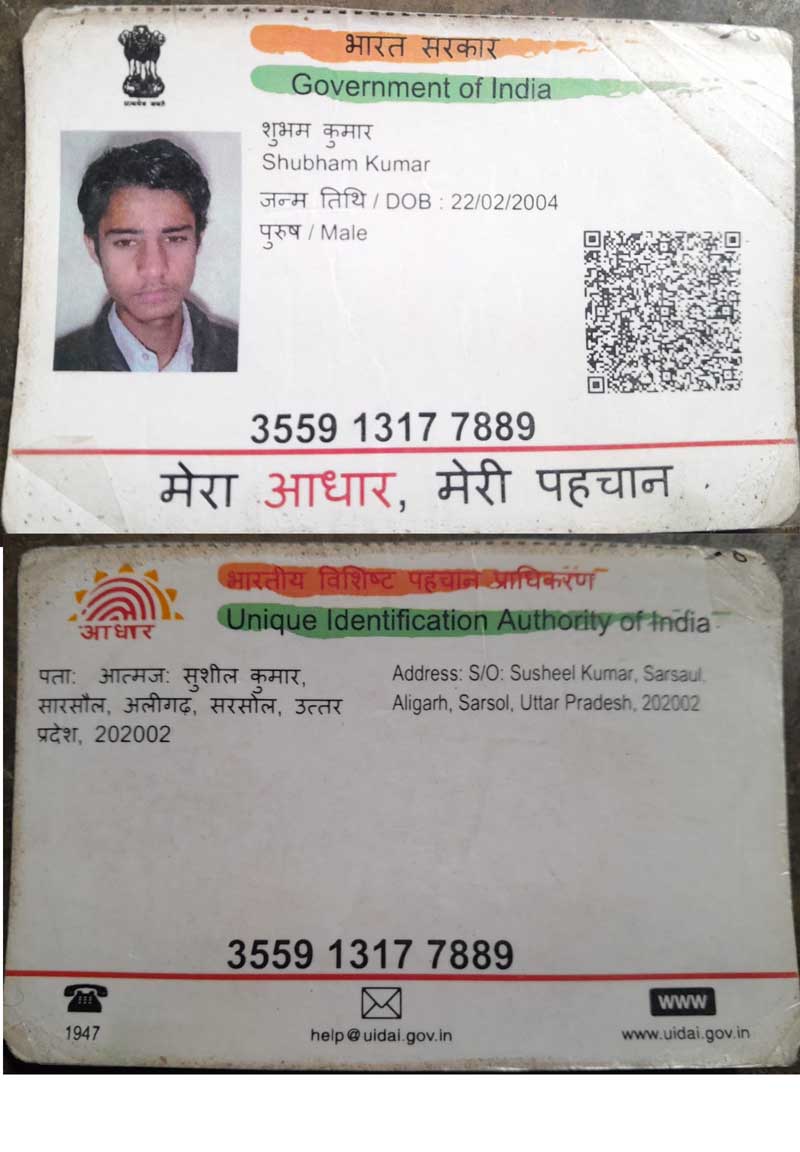 भारत सरकार
Government of India
शुभम कुमार
Shubham Kumar
जन्म तिथि / DOB : 22/02/2004
पुरुष / Male
3559 1317 7889
मेरा आधार, मेरी पहचान
भारतीय विशिष्ट पहचान प्राधिकरण
Unique Identification Authority of India
आधार
पता: आत्मज: सुशील कुमार,
सारसौल, अलीगढ़, सरसोल, उत्तर
प्रदेश, 202002
Address: S/O: Susheel Kumar, Sarsaul,
Aligarh, Sarsol, Uttar Pradesh, 202002
3559 1317 7889
1947
help@uidai.gov.in
www
www.uidai.gov.in